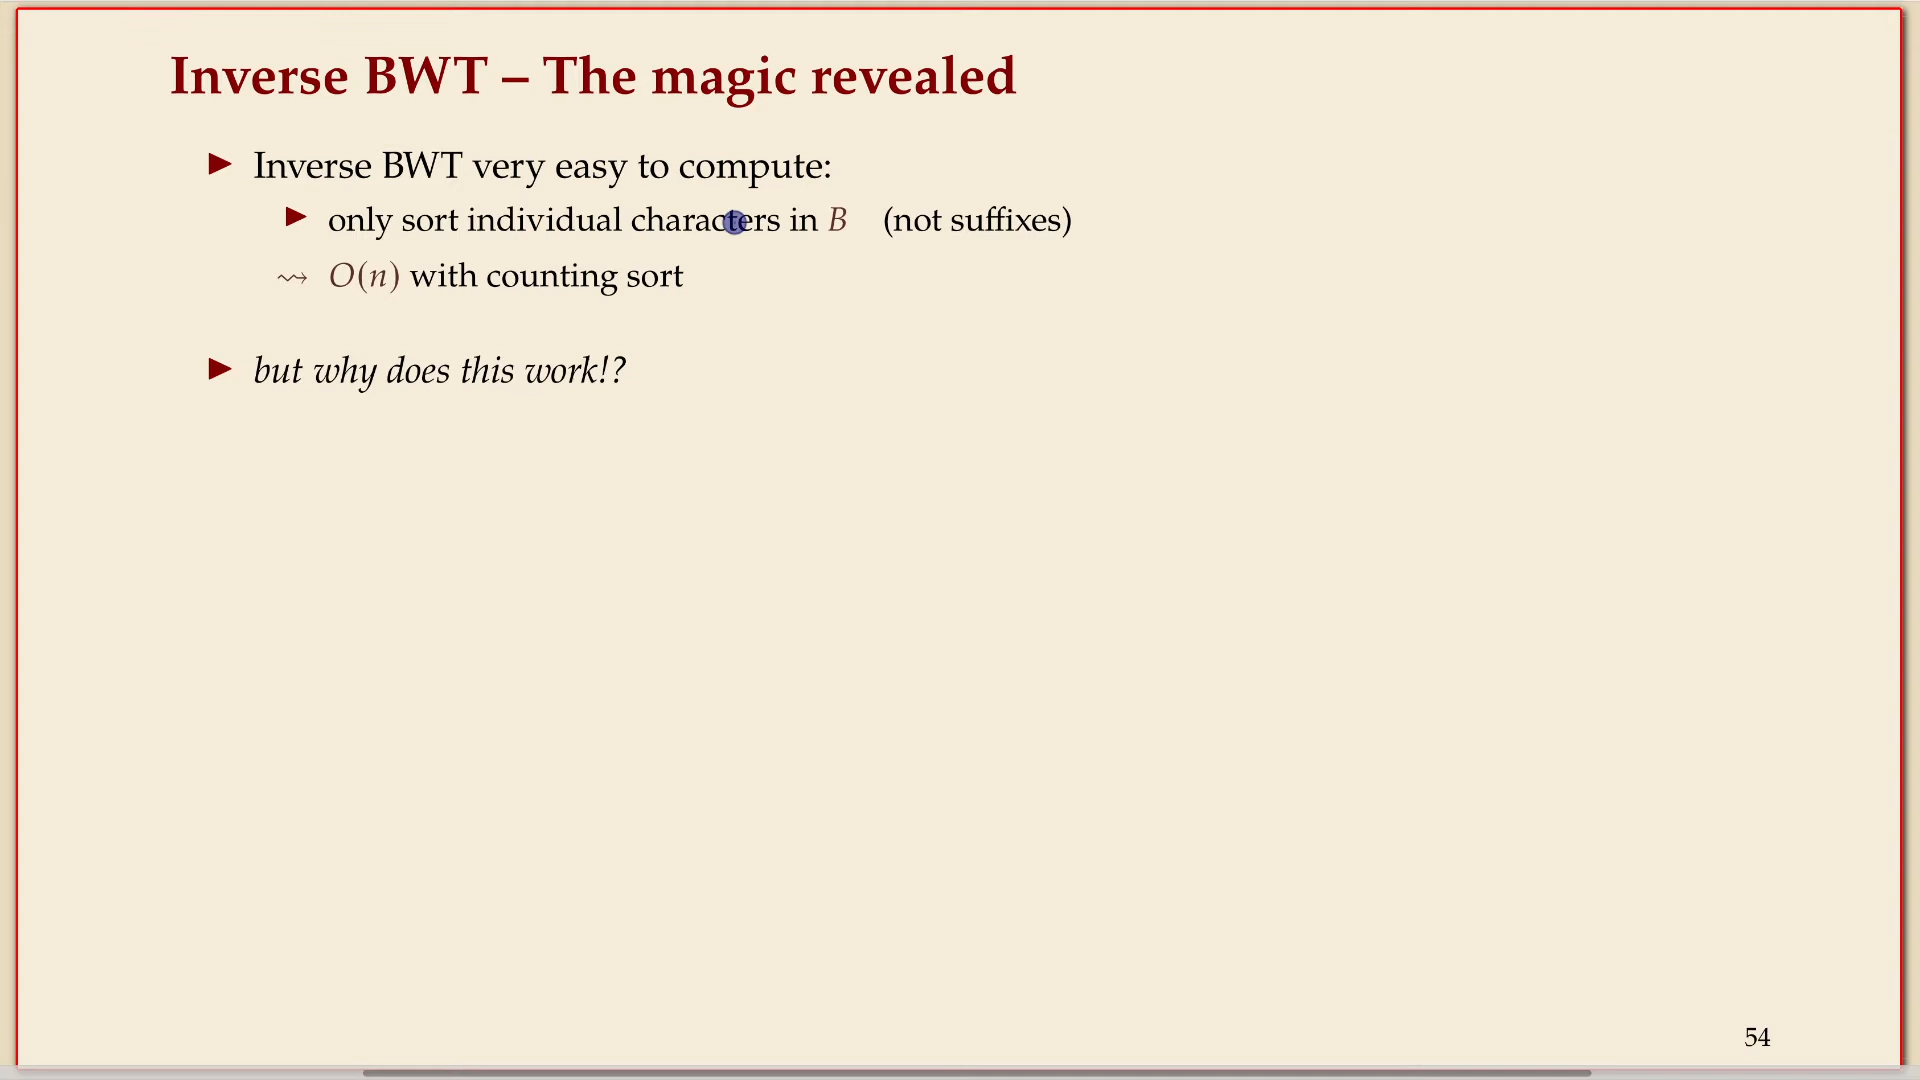 Inverse BWT – The magic revealed
▶ Inverse BWT very easy to compute:
▶ only sort individual characters in B (not suffixes)
⇝ O(n) with counting sort
▶ but why does this work!?
54